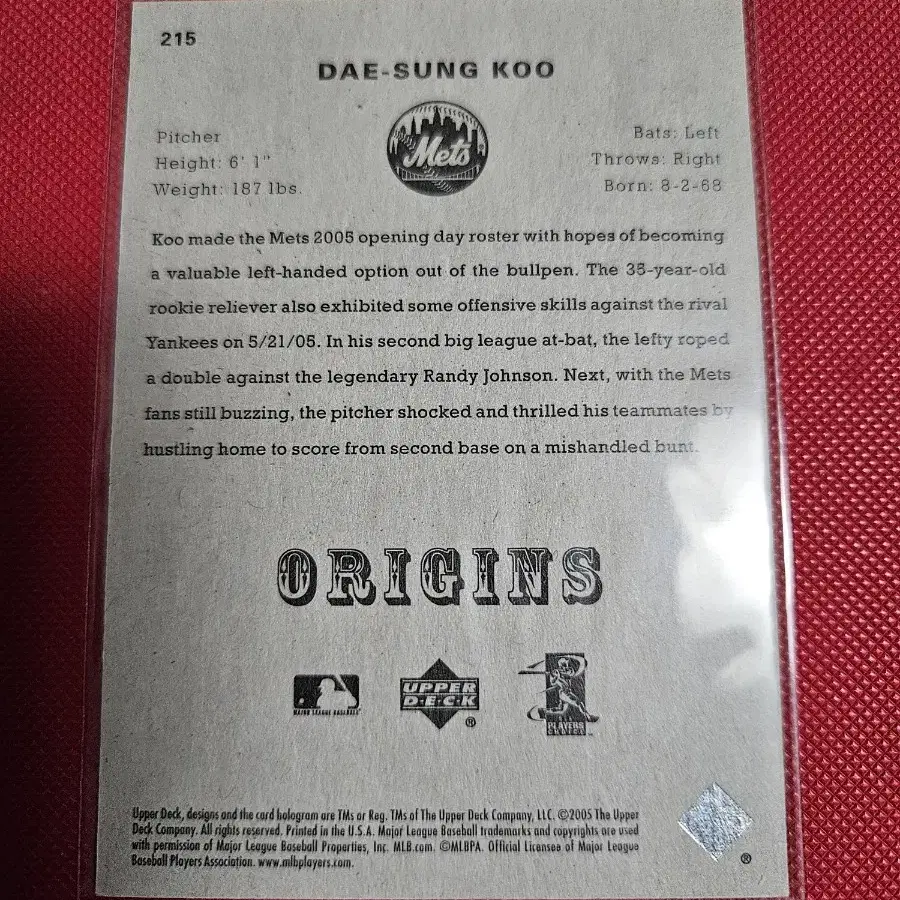 215
DAE-SUNG KOO
Mets
Pitcher
Bats: Left
Height: 6' 1"
Throws: Right
Weight: 187 lbs.
Born: 8-2-68
Koo made the Mets 2005 opening day roster with hopes of becoming
a valuable left-handed option out of the bullpen. The 35-year-old
rookie reliever also exhibited some offensive skills against the rival
Yankees on 5/21/05. In his second big league at-bat, the lefty roped
a double against the legendary Randy Johnson. Next, with the Mets
fans still buzzing, the pitcher shocked and thrilled his teammates by
hustling home to score from second base on a mishandled bunt.
ORIGINS
MAJOR LEAGUE BASEBALL
UPPER
D·E·C·K
®
PLAYERS
CHOICE
Upper Deck, designs and the card hologram are TMs or Reg. TMs of The Upper Deck Company, LLC. ©2005 The Upper
Deck Company. All rights reserved. Printed in the U.S.A. Major League Baseball trademarks and copyrights are used
with permission of Major League Baseball Properties, Inc. MLB.com. ©MLBPA. Official Licensee of Major League
Baseball Players Association. www.mlbplayers.com.
®